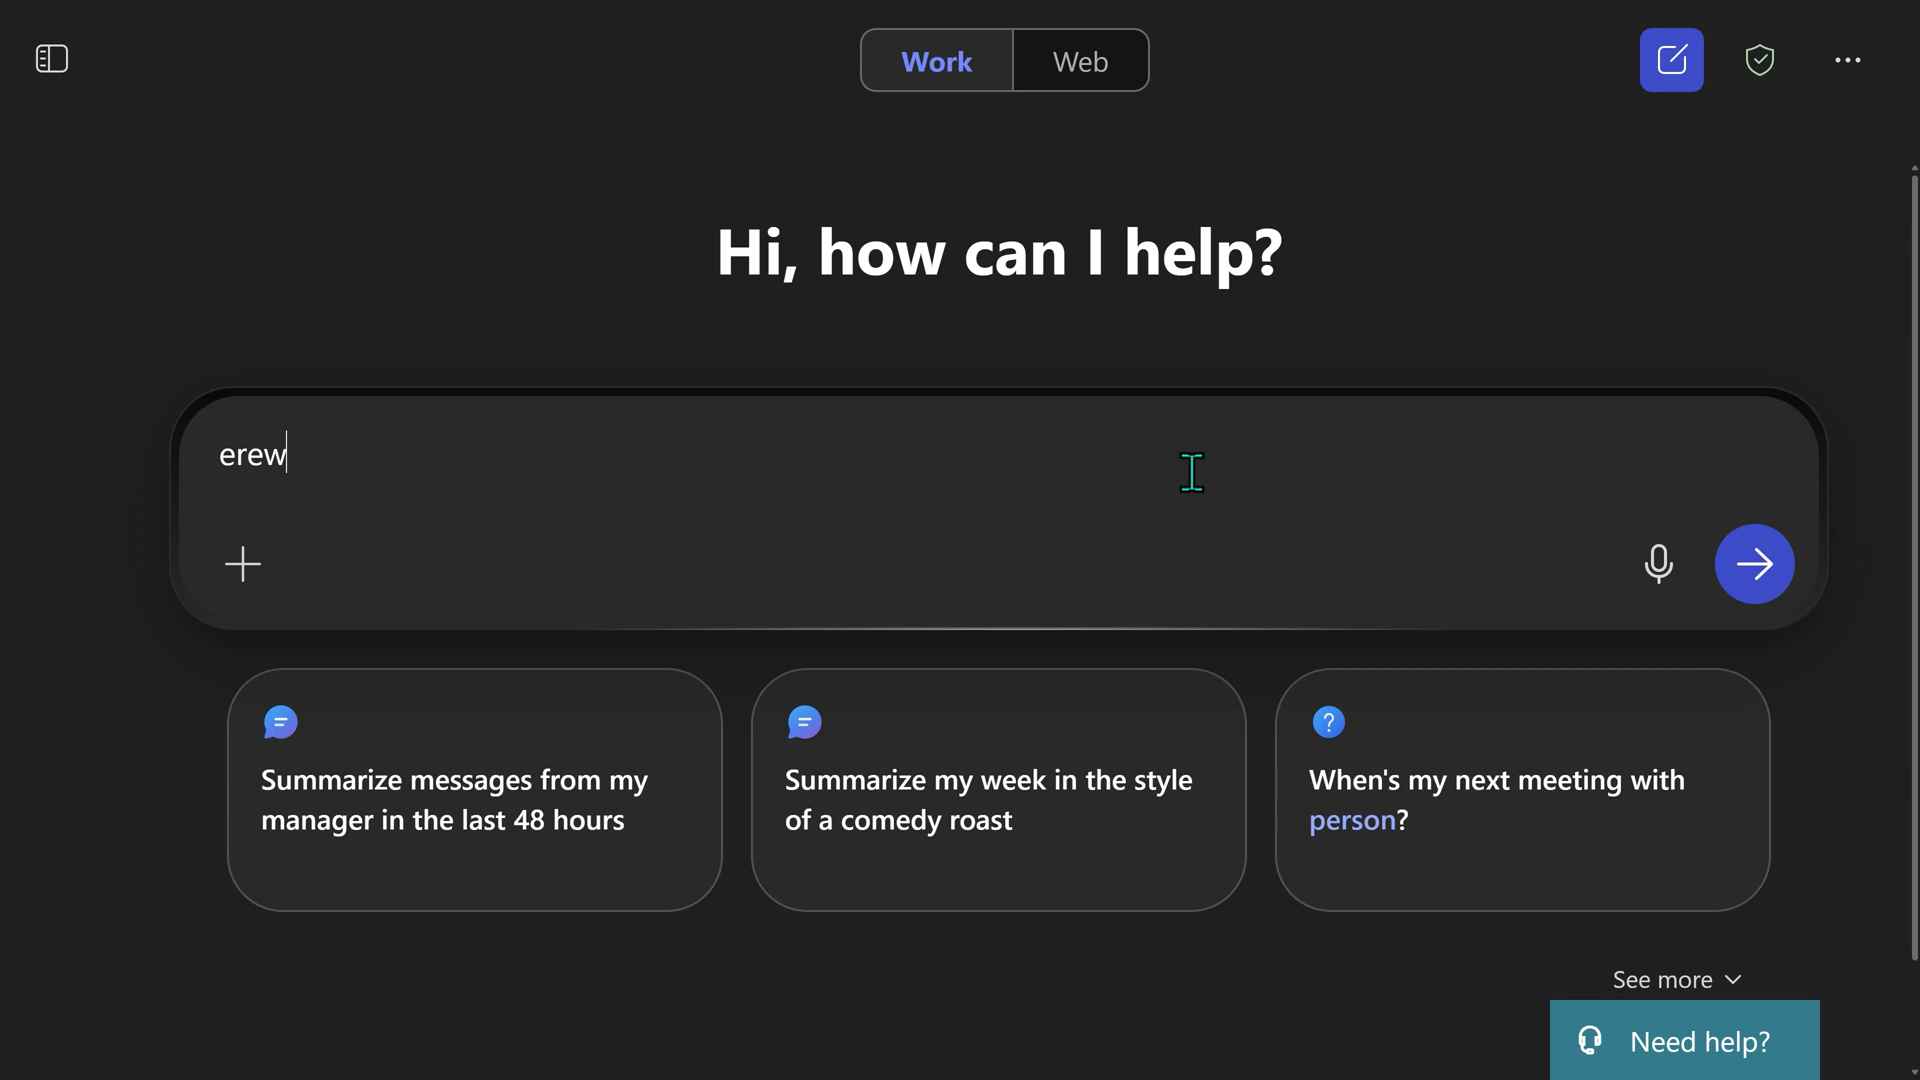 Work
Web
Hi, how can I help?
erew
Summarize messages from my
manager in the last 48 hours
Summarize my week in the style
of a comedy roast
When's my next meeting with
person?
See more
Need help?